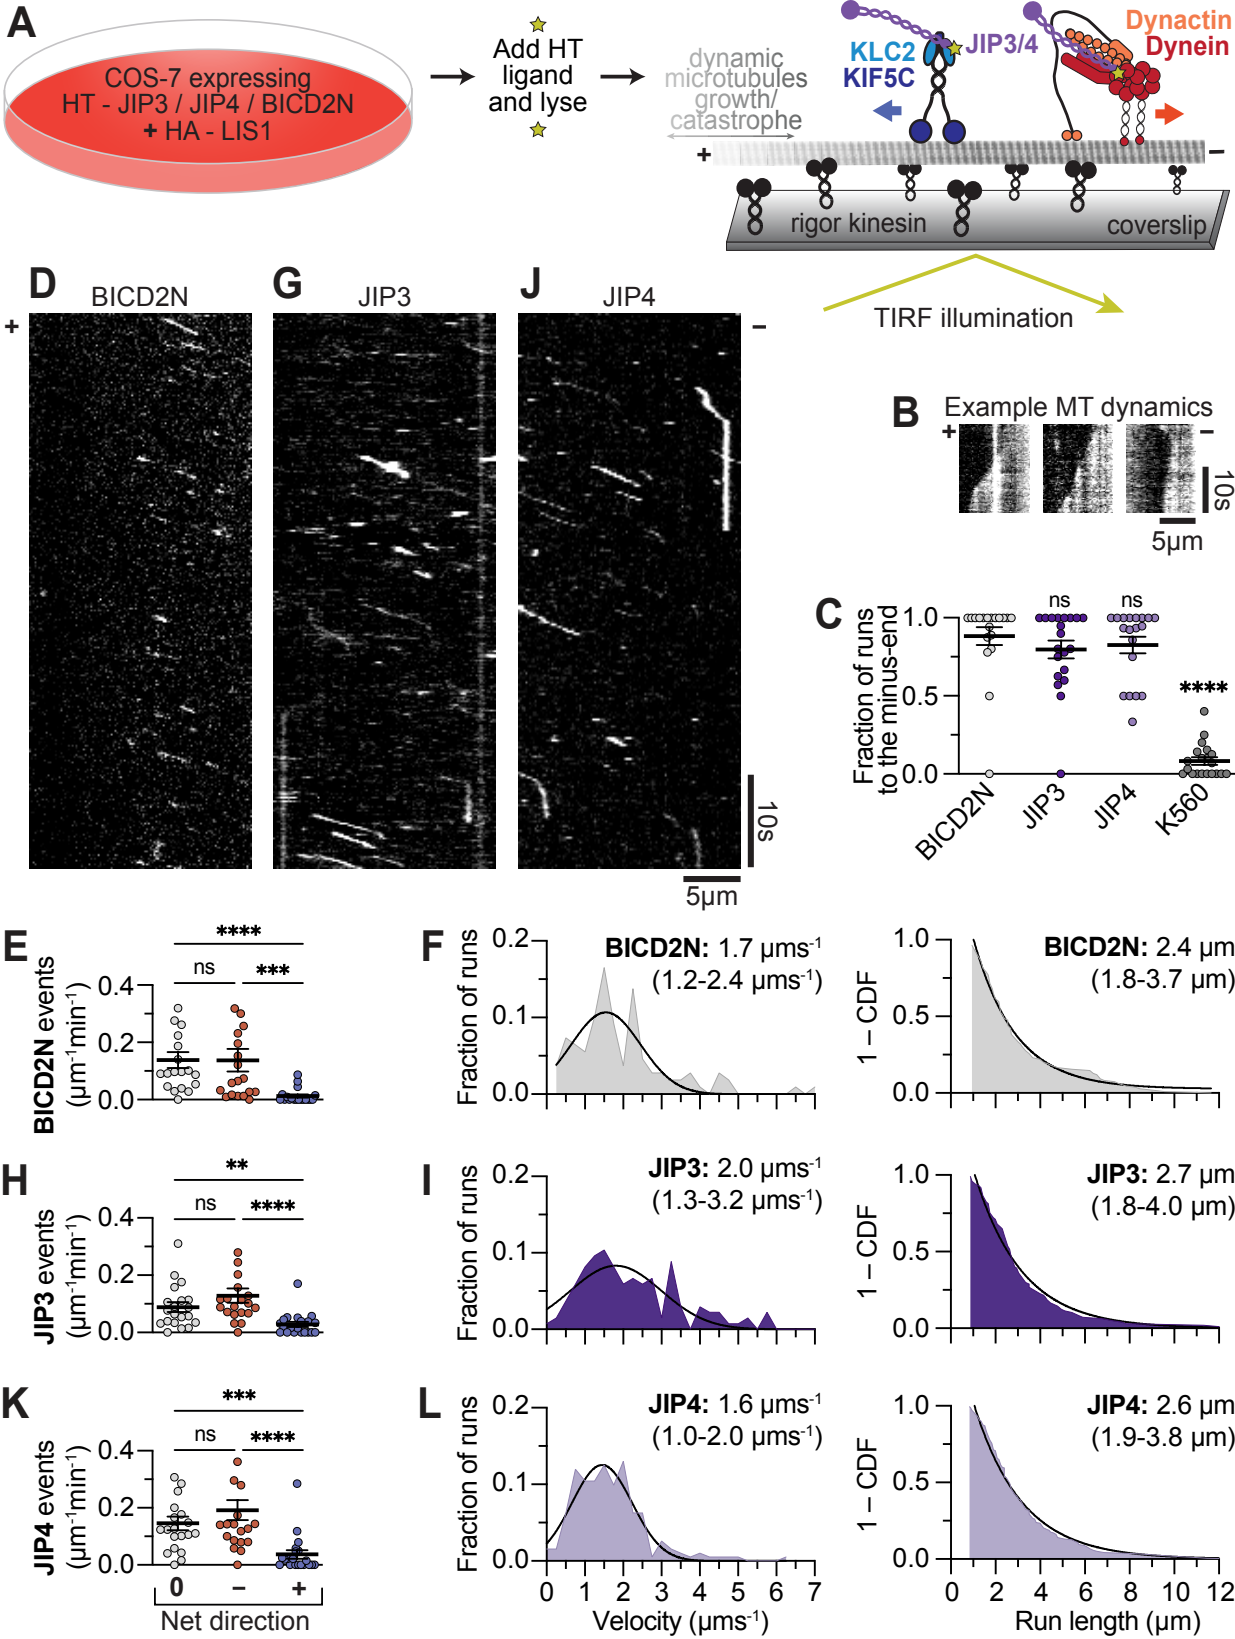 A
COS-7 expressing
HT - JIP3 / JIP4 / BICD2N
+ HA - LIS1
Add HT
ligand
and lyse
dynamic
microtubules
growth/
catastrophe
KLC2
KIF5C
JIP3/4
Dynactin
Dynein
+
−
rigor kinesin
coverslip
TIRF illumination
D
BICD2N
G
JIP3
J
JIP4
+
−
10s
5µm
B
Example MT dynamics
+
−
10s
5µm
C
Fraction of runs
to the minus-end
1.0
0.5
0.0
ns
ns
****
BICD2N
JIP3
JIP4
K560
E
BICD2N events
(µm-1min-1)
0.4
0.2
0.0
****
ns
***
F
Fraction of runs
0.2
0.1
0.0
BICD2N: 1.7 µms-1
(1.2-2.4 µms-1)
1 – CDF
1.0
0.5
0.0
BICD2N: 2.4 µm
(1.8-3.7 µm)
H
JIP3 events
(µm-1min-1)
0.4
0.2
0.0
**
ns
****
I
Fraction of runs
0.2
0.1
0.0
JIP3: 2.0 µms-1
(1.3-3.2 µms-1)
1 – CDF
1.0
0.5
0.0
JIP3: 2.7 µm
(1.8-4.0 µm)
K
JIP4 events
(µm-1min-1)
0.4
0.2
0.0
***
ns
****
0 − +
Net direction
L
Fraction of runs
0.2
0.1
0.0
JIP4: 1.6 µms-1
(1.0-2.0 µms-1)
0 1 2 3 4 5 6 7
Velocity (µms-1)
1 – CDF
1.0
0.5
0.0
JIP4: 2.6 µm
(1.9-3.8 µm)
0 2 4 6 8 10 12
Run length (µm)